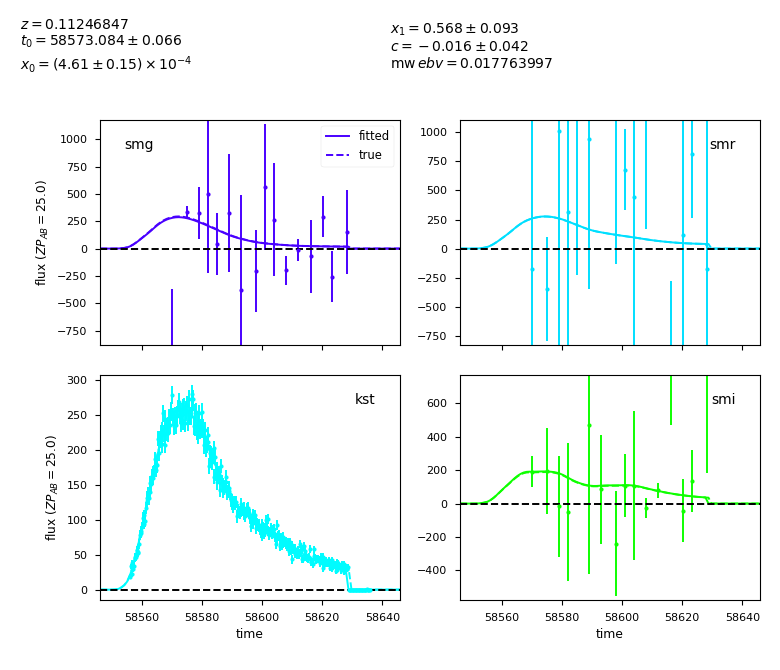 z = 0.11246847
t₀ = 58573.084 ± 0.066
x₀ = (4.61 ± 0.15) × 10⁻⁴
x₁ = 0.568 ± 0.093
c = −0.016 ± 0.042
mw ebv = 0.017763997
smg
fitted
true
1000
750
500
250
0
−250
−500
−750
flux (ZP_AB = 25.0)
smr
1000
750
500
250
0
−250
−500
−750
kst
300
250
200
150
100
50
0
flux (ZP_AB = 25.0)
58560 58580 58600 58620 58640
time
smi
600
400
200
0
−200
−400
58560 58580 58600 58620 58640
time